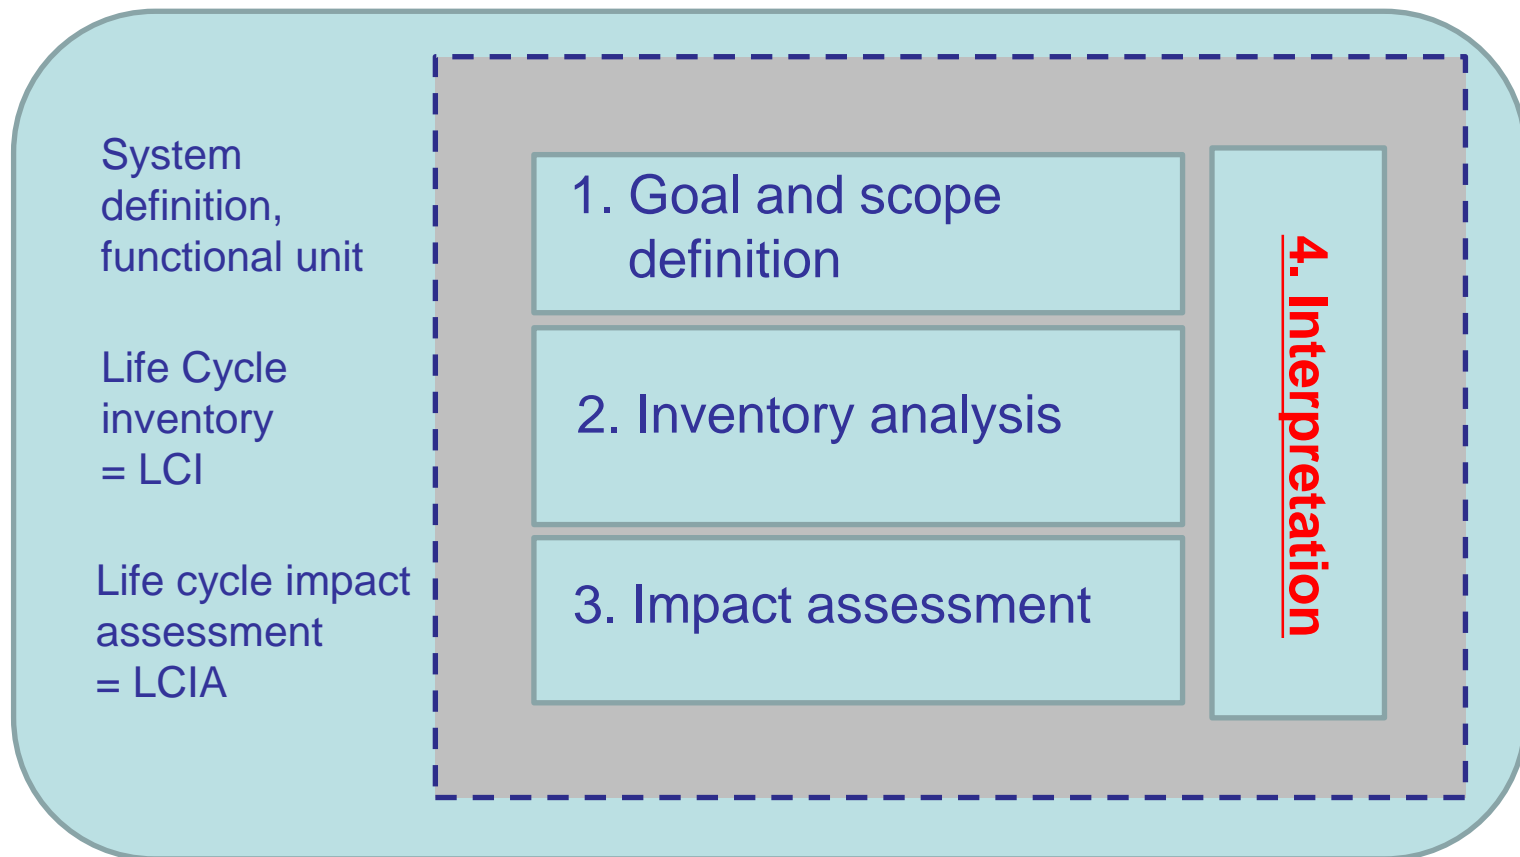 System
definition,
functional unit
Life Cycle
inventory
= LCI
Life cycle impact
assessment
= LCIA
1. Goal and scope
definition
2. Inventory analysis
3. Impact assessment
4. Interpretation